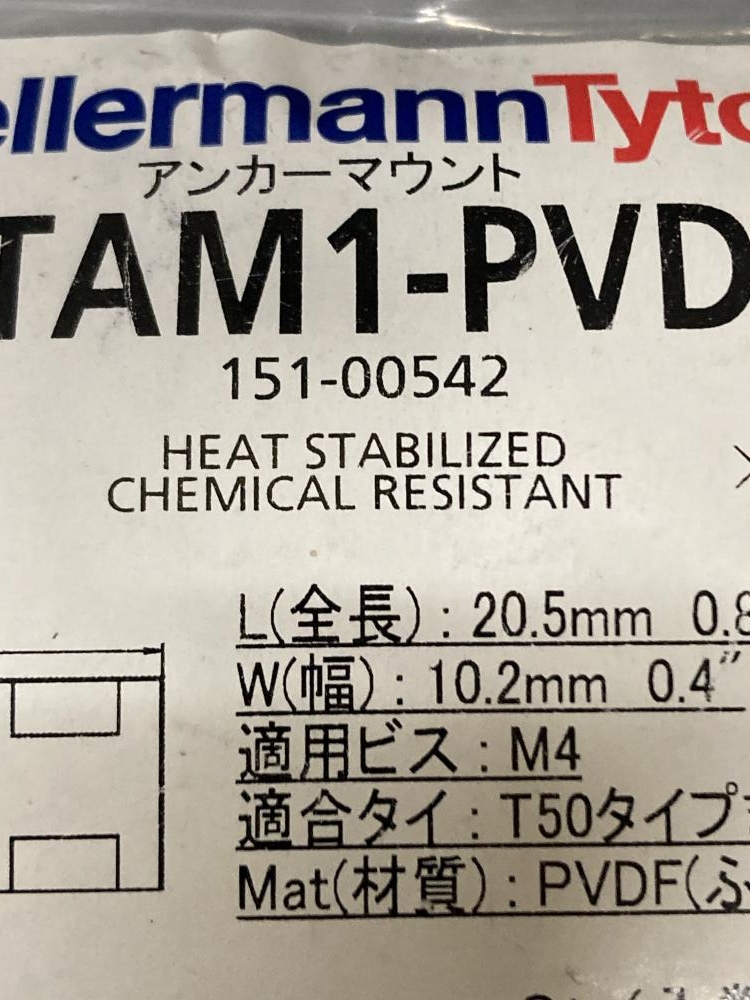 ellermannTyto
アンカーマウント
TAM1-PVD
151-00542
HEAT STABILIZED
CHEMICAL RESISTANT
L(全長) : 20.5mm 0.8
W(幅) : 10.2mm 0.4"
適用ビス : M4
適合タイ : T50タイプ
Mat(材質) : PVDF(ふ